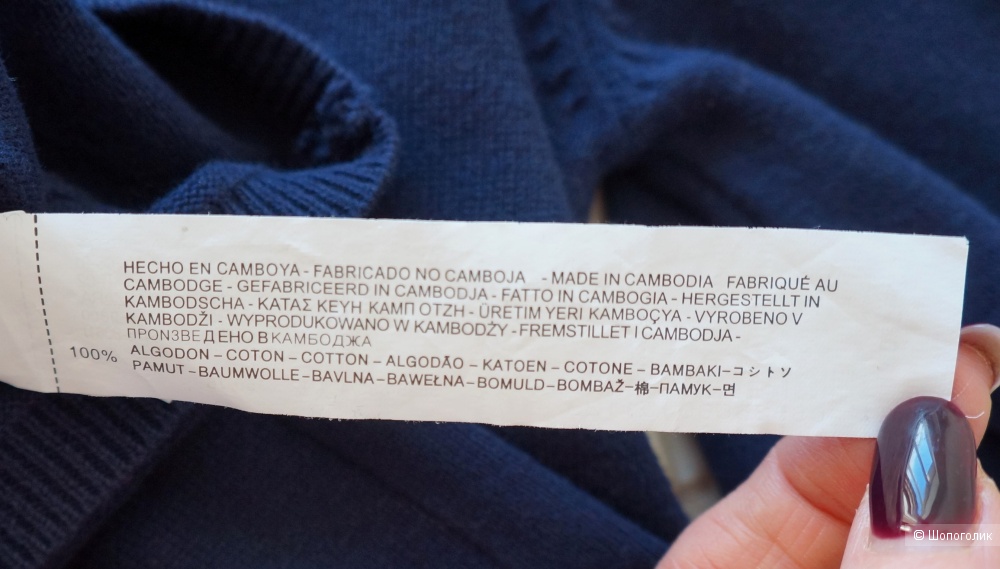 HECHO EN CAMBOYA - FABRICADO NO CAMBOJA - MADE IN CAMBODIA FABRIQUÉ AU
CAMBODGE - GEFABRICEERD IN CAMBODJA - FATTO IN CAMBOGIA - HERGESTELLT IN
KAMBODSCHA - ΚΑΤΑΣ ΚΕΥΗ ΚΑΜΠ ΟΤΖΗ - ÜRETIM YERI KAMBOÇYA - VYROBENO V
KAMBODŽI - WYPRODUKOWANO W KAMBODŻY - FREMSTILLET I CAMBODJA -
ПРОНЗВЕДЕНО В КАМБОДЖА
100% ALGODON – COTON – COTTON – ALGODÃO – KATOEN – COTONE – BAMBAKI–コシトソ
PAMUT –BAUMWOLLE –BAVLNA –BAWEŁNA –BOMULD –BOMBAŽ–棉–ПАМУК–면
© Шопоголик